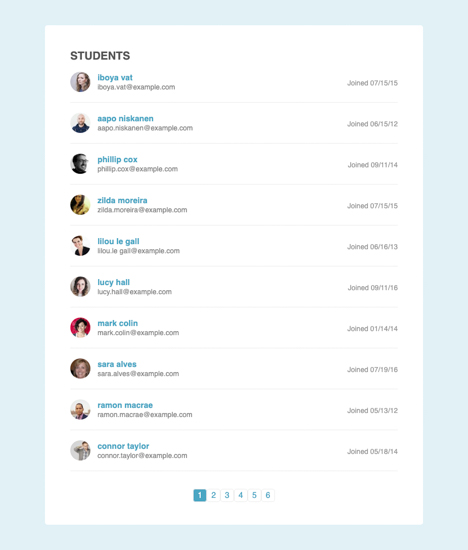 STUDENTS
iboya vat
iboya.vat@example.com
Joined 07/15/15
aapo niskanen
aapo.niskanen@example.com
Joined 06/15/12
phillip cox
phillip.cox@example.com
Joined 09/11/14
zilda moreira
zilda.moreira@example.com
Joined 07/15/15
lilou le gall
lilou.le gall@example.com
Joined 06/16/13
lucy hall
lucy.hall@example.com
Joined 09/11/16
mark colin
mark.colin@example.com
Joined 01/14/14
sara alves
sara.alves@example.com
Joined 07/19/16
ramon macrae
ramon.macrae@example.com
Joined 05/13/12
connor taylor
connor.taylor@example.com
Joined 05/18/14
1 2 3 4 5 6